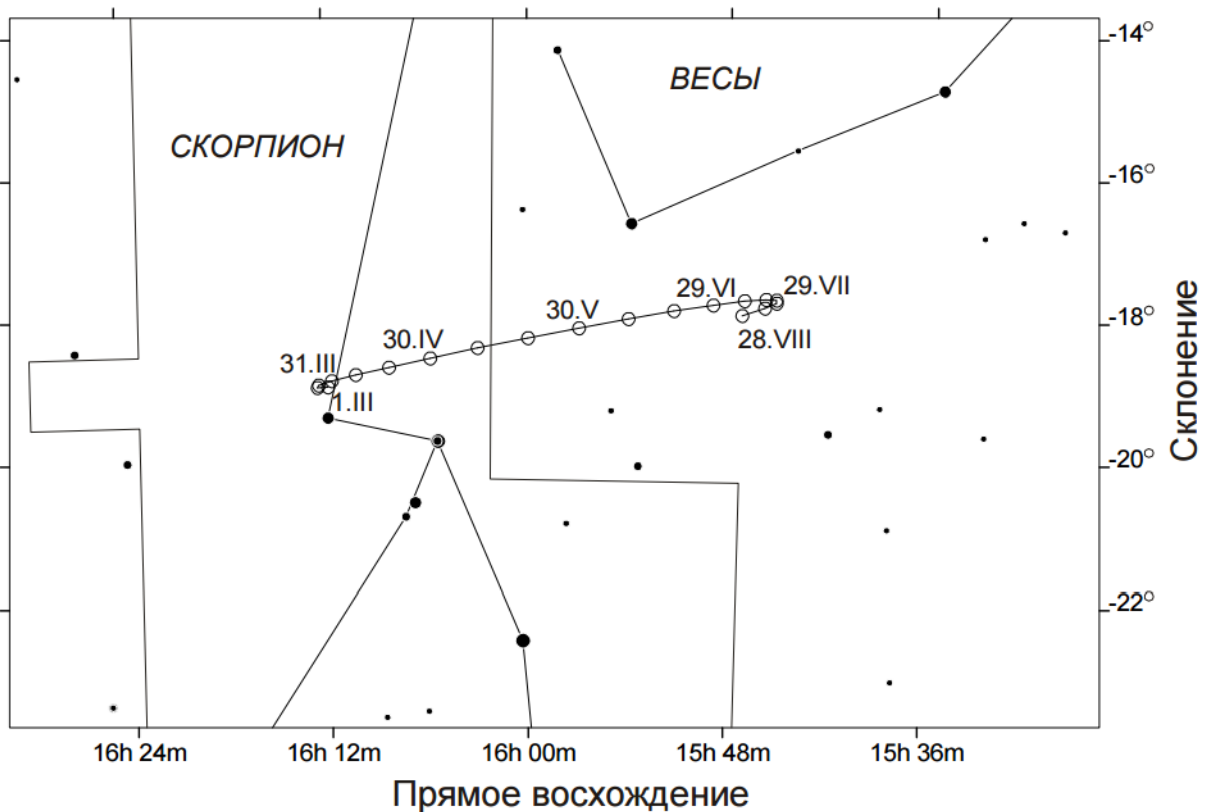 -14°
ВЕСЫ
СКОРПИОН
-16°
29.VI
29.VII
30.V
-18°
30.IV
28.VIII
31.III
1.III
-20°
-22°
Склонение
16h 24m
16h 12m
16h 00m
15h 48m
15h 36m
Прямое восхождение